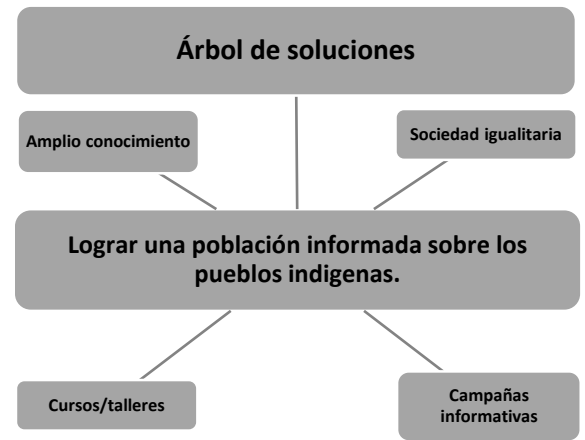 Árbol de soluciones
Amplio conocimiento
Sociedad igualitaria
Lograr una población informada sobre los
pueblos indigenas.
Cursos/talleres
Campañas
informativas